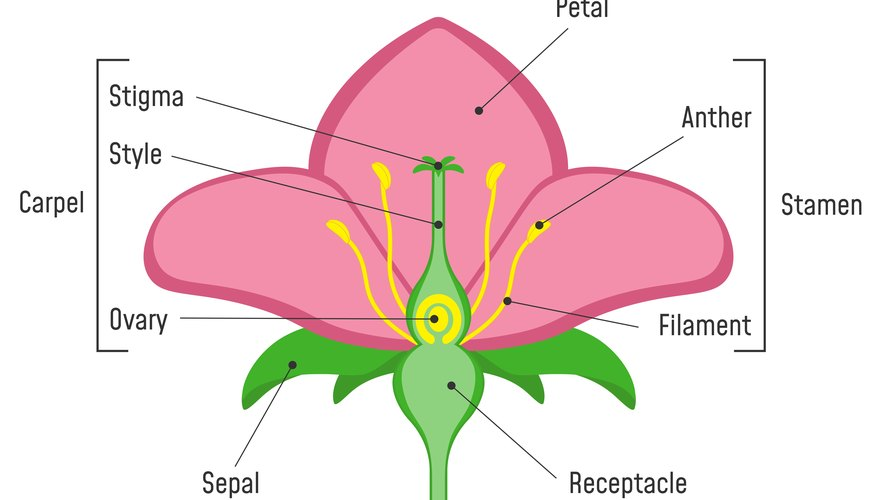 Petal
Stigma
Anther
Style
Carpel
Stamen
Ovary
Filament
Sepal
Receptacle